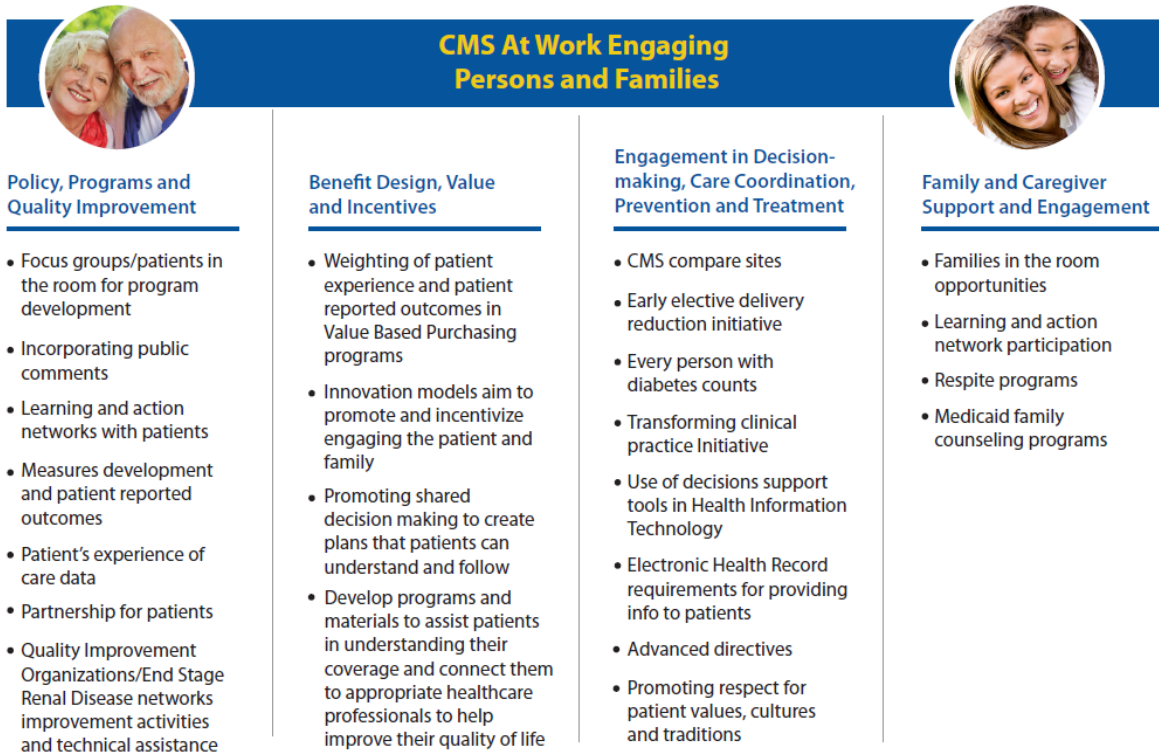 CMS At Work Engaging
Persons and Families
Policy, Programs and
Quality Improvement
• Focus groups/patients in
the room for program
development
• Incorporating public
comments
• Learning and action
networks with patients
• Measures development
and patient reported
outcomes
• Patient’s experience of
care data
• Partnership for patients
• Quality Improvement
Organizations/End Stage
Renal Disease networks
improvement activities
and technical assistance
Benefit Design, Value
and Incentives
• Weighting of patient
experience and patient
reported outcomes in
Value Based Purchasing
programs
• Innovation models aim to
promote and incentivize
engaging the patient and
family
• Promoting shared
decision making to create
plans that patients can
understand and follow
• Develop programs and
materials to assist patients
in understanding their
coverage and connect them
to appropriate healthcare
professionals to help
improve their quality of life
Engagement in Decision-
making, Care Coordination,
Prevention and Treatment
• CMS compare sites
• Early elective delivery
reduction initiative
• Every person with
diabetes counts
• Transforming clinical
practice Initiative
• Use of decisions support
tools in Health Information
Technology
• Electronic Health Record
requirements for providing
info to patients
• Advanced directives
• Promoting respect for
patient values, cultures
and traditions
Family and Caregiver
Support and Engagement
• Families in the room
opportunities
• Learning and action
network participation
• Respite programs
• Medicaid family
counseling programs